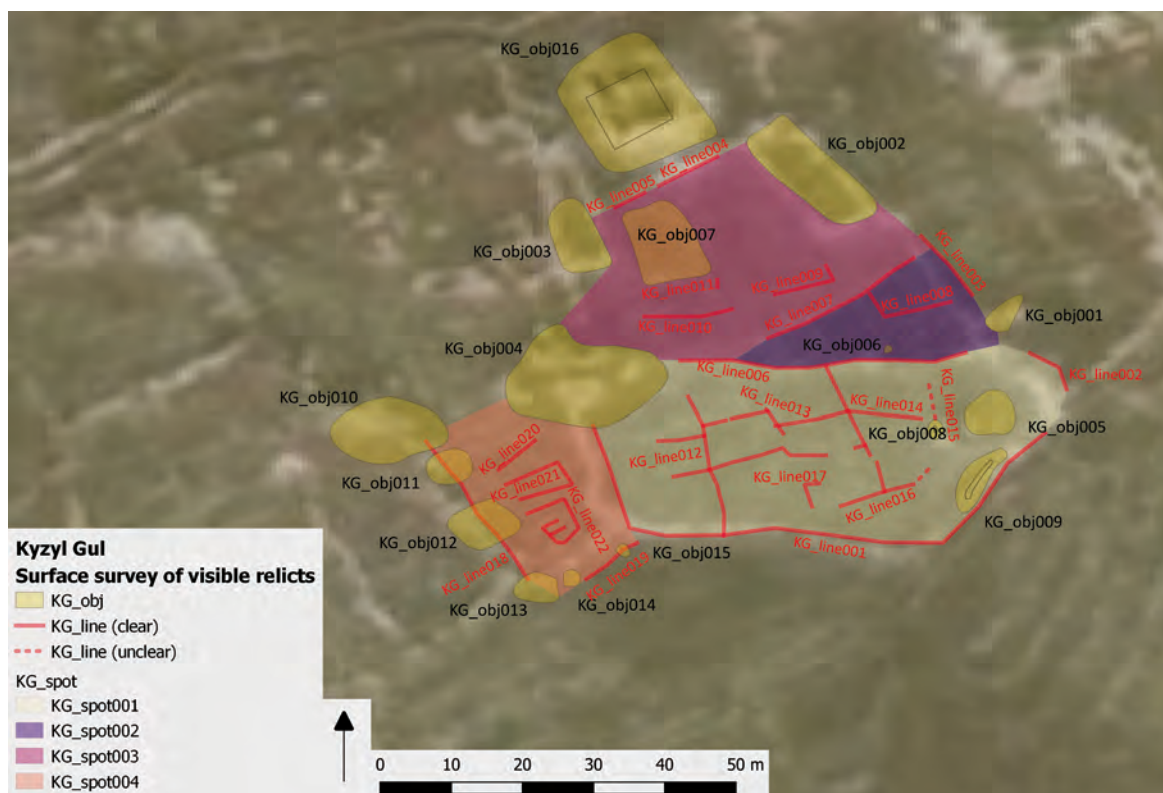 KG_obj016
KG_line004
KG_line005
KG_obj002
KG_obj003
KG_obj007
KG_line003
KG_line011
KG_line009
KG_line007
KG_line008
KG_line010
KG_obj001
KG_obj004
KG_obj006
KG_line006
KG_line002
KG_obj010
KG_line013
KG_line014
KG_line015
KG_obj008
KG_obj005
KG_line020
KG_line012
KG_obj011
KG_line021
KG_line017
KG_line016
KG_obj009
KG_obj012
KG_line022
KG_line018
KG_obj015
KG_line001
KG_line019
KG_obj013
KG_obj014
Kyzyl Gul
Surface survey of visible relicts
KG_obj
KG_line (clear)
KG_line (unclear)
KG_spot
KG_spot001
KG_spot002
KG_spot003
KG_spot004
0 10 20 30 40 50 m